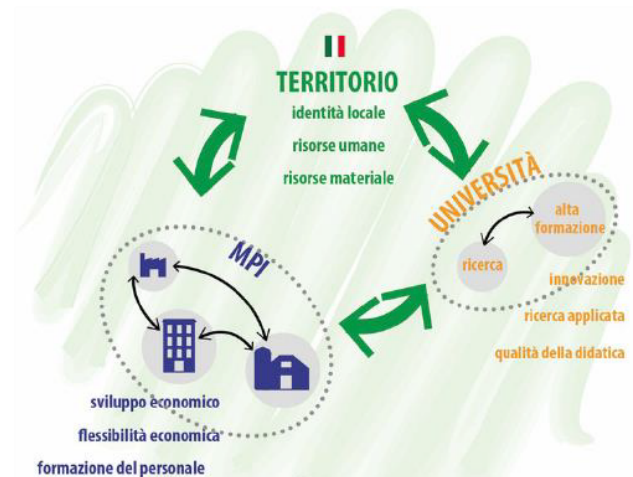 TERRITORIO
identità locale
risorse umane
risorse materiale
UNIVERSITÀ
alta
formazione
ricerca
innovazione
ricerca applicata
qualità della didatica
MPI
sviluppo economico
flessibilità economica
formazione del personale